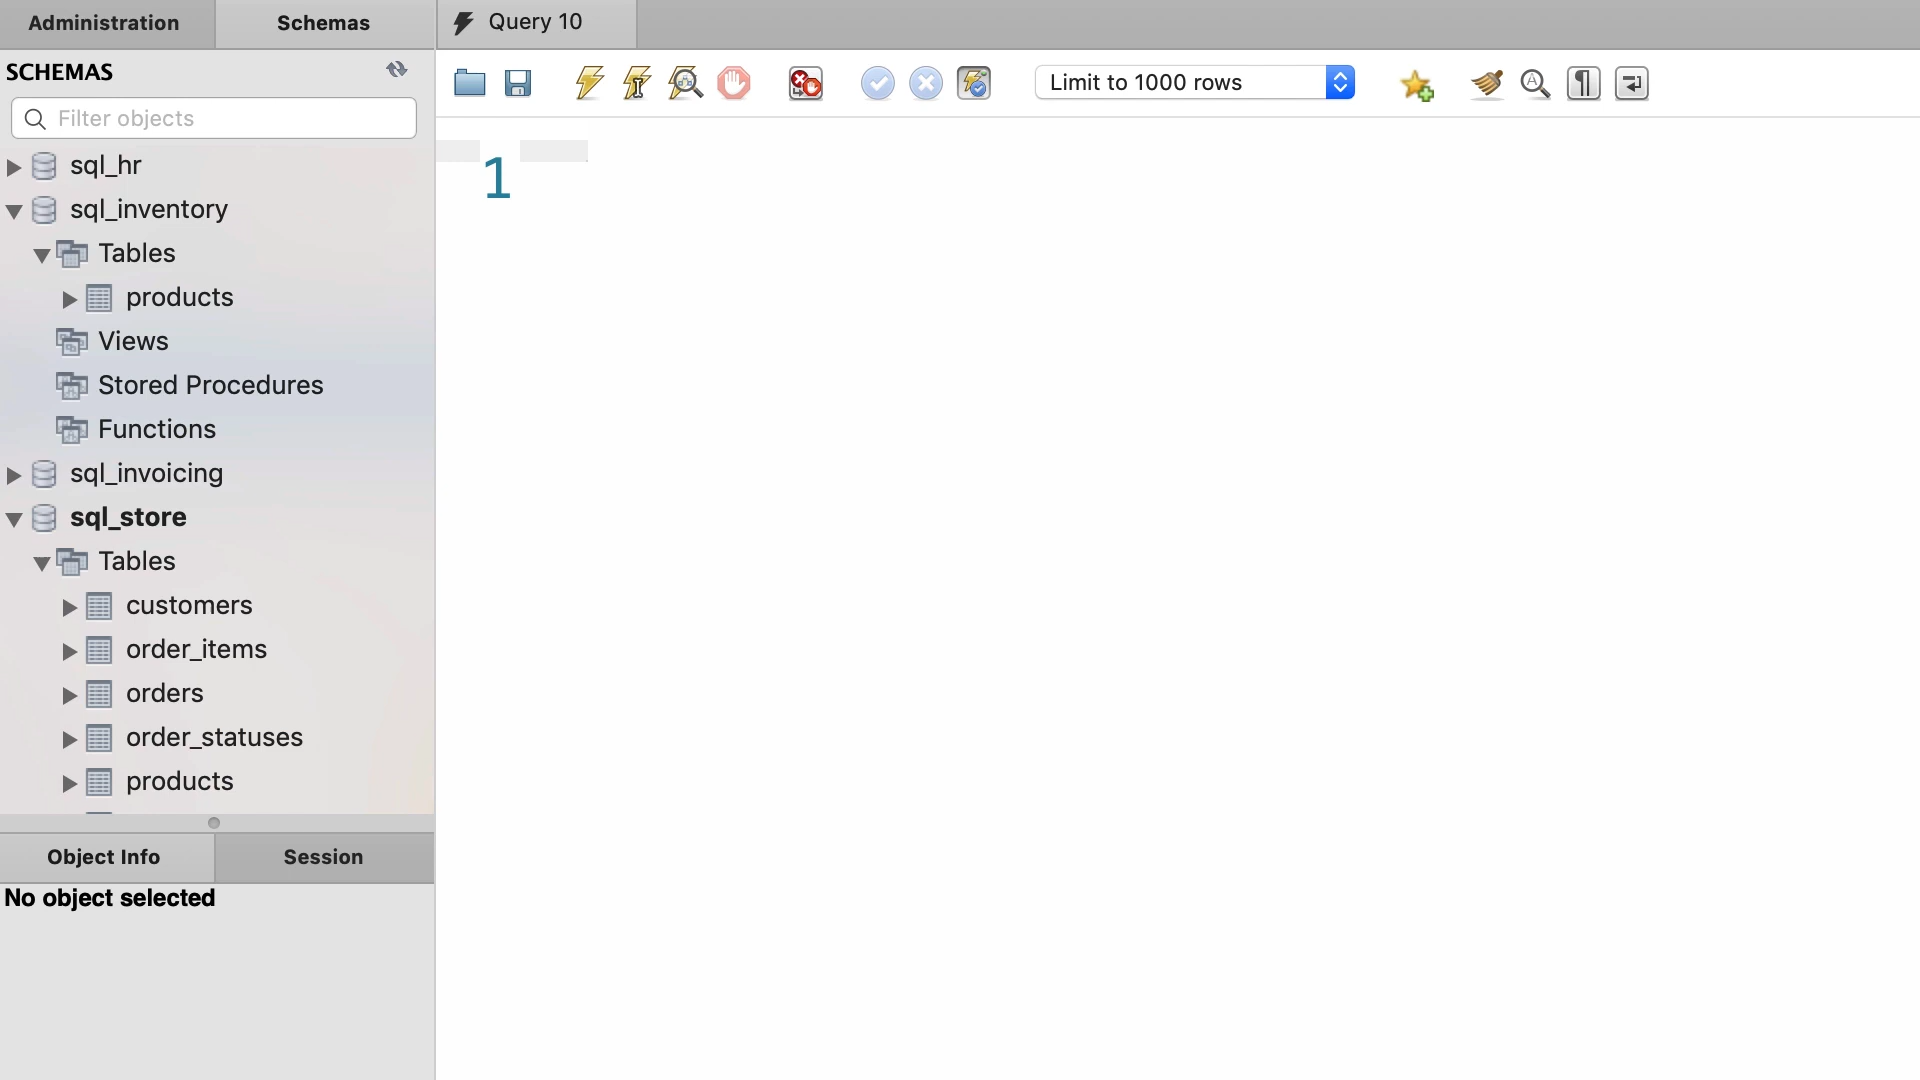 Administration
Schemas
Query 10
SCHEMAS
Filter objects
Limit to 1000 rows
1
sql_hr
sql_inventory
Tables
products
Views
Stored Procedures
Functions
sql_invoicing
sql_store
Tables
customers
order_items
orders
order_statuses
products
Object Info
Session
No object selected